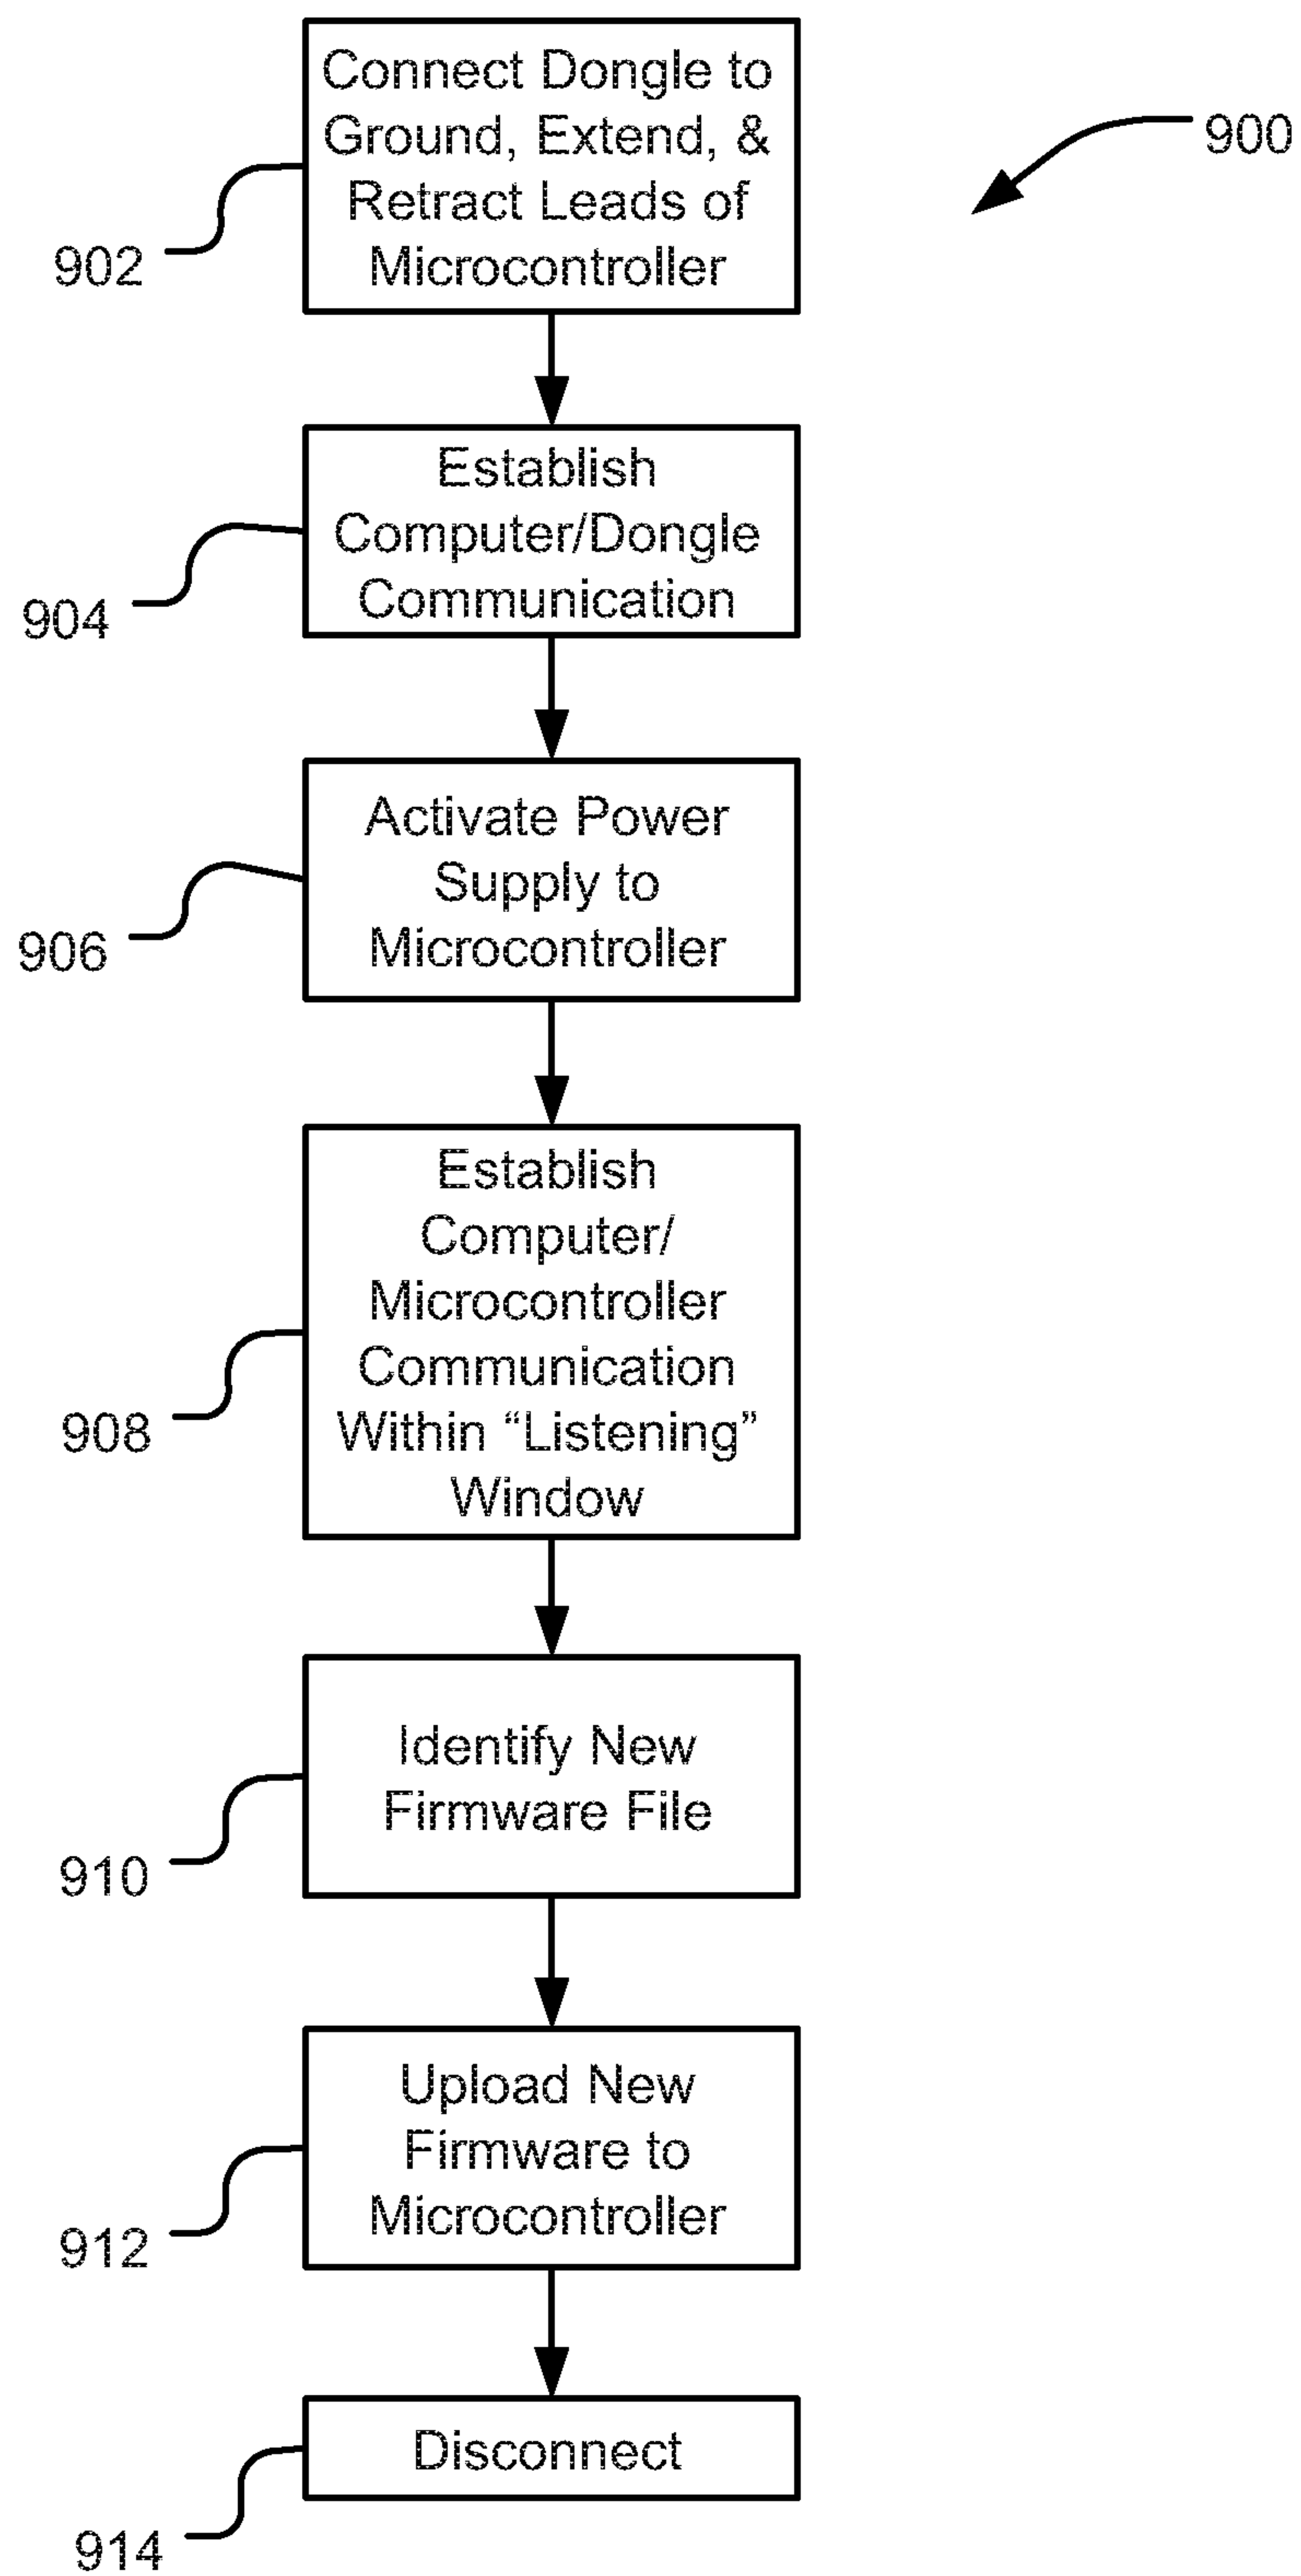 Connect Dongle to
Ground, Extend, &
Retract Leads of
Microcontroller
900
902
Establish
Computer/Dongle
Communication
904
Activate Power
Supply to
Microcontroller
906
Establish
Computer/
Microcontroller
Communication
Within “Listening”
Window
908
Identify New
Firmware File
910
Upload New
Firmware to
Microcontroller
912
Disconnect
914